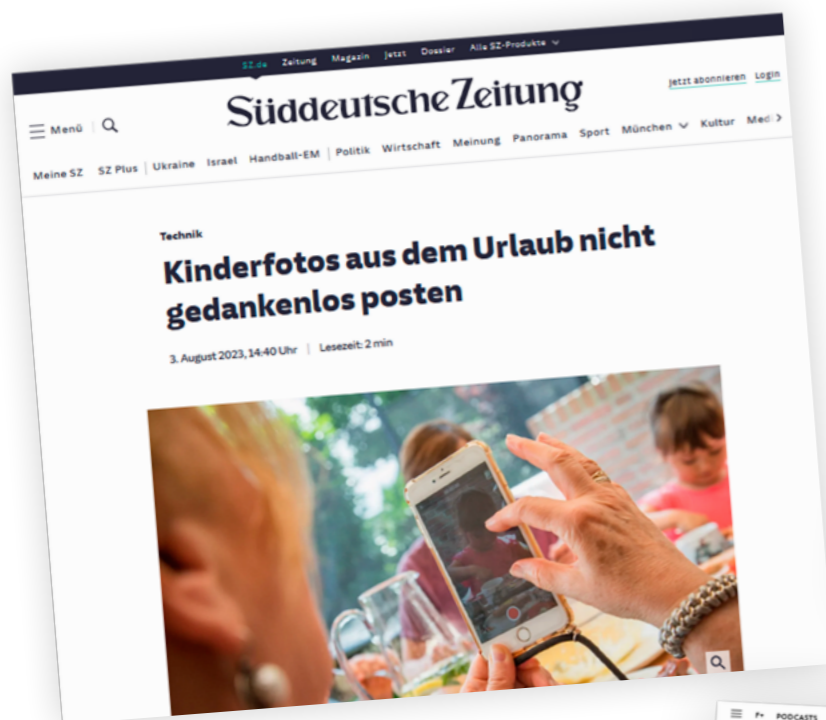 SZ.de Zeitung Magazin Jetzt Dossier Alle SZ-Produkte
Menü
Süddeutsche Zeitung
Jetzt abonnieren Login
Meine SZ SZ Plus Ukraine Israel Handball-EM Politik Wirtschaft Meinung Panorama Sport München Kultur Med
Technik
Kinderfotos aus dem Urlaub nicht
gedankenlos posten
3. August 2023, 14:40 Uhr | Lesezeit: 2 min
F+ PODCASTS